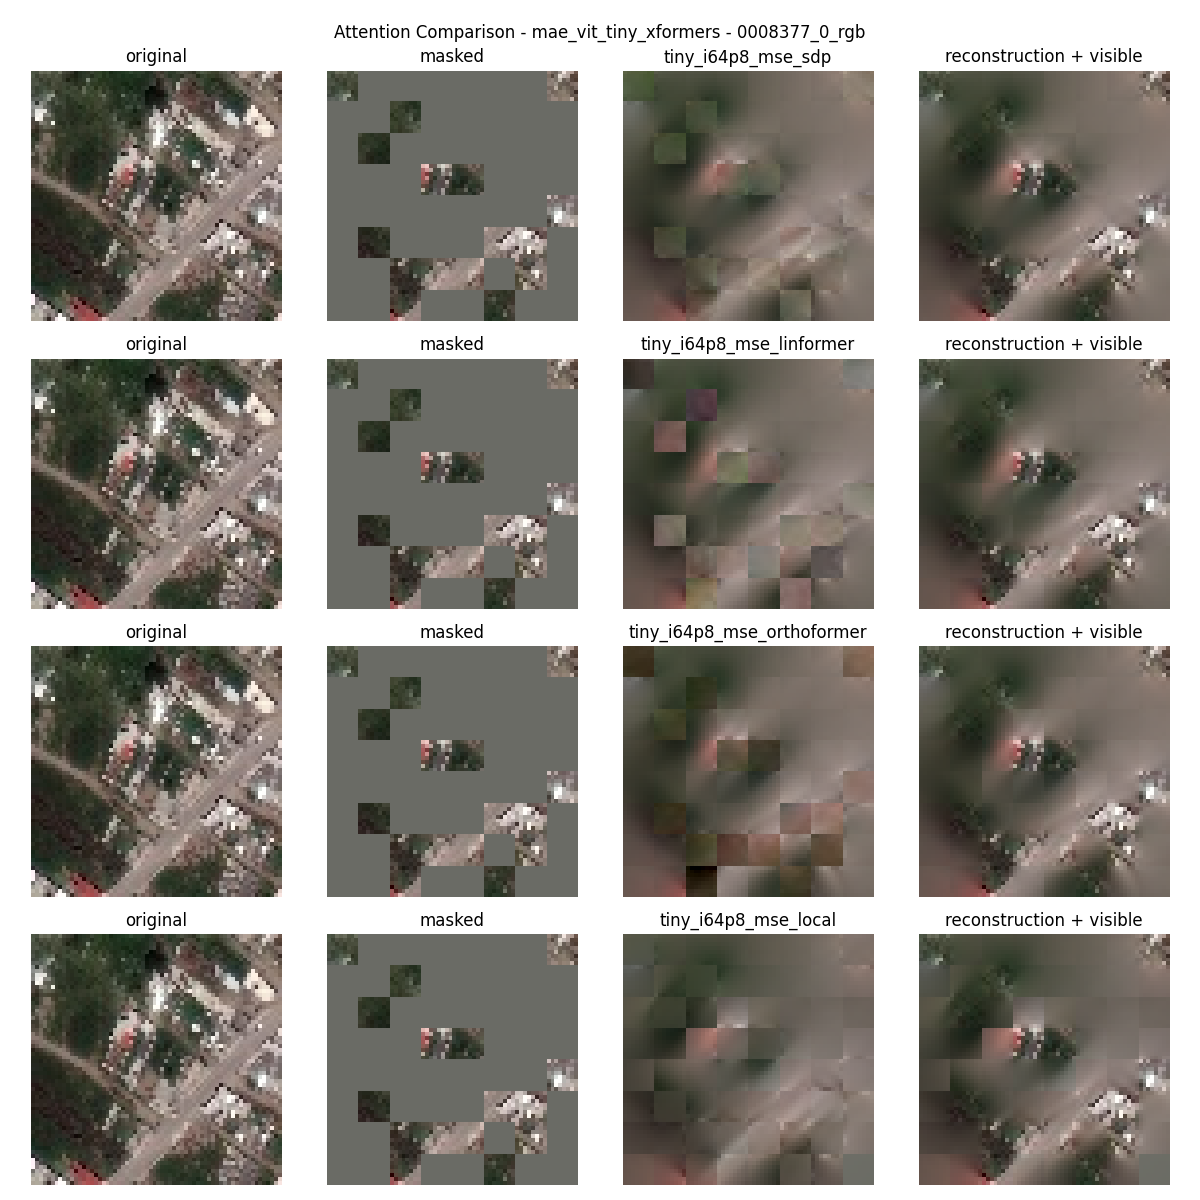 Attention Comparison - mae_vit_tiny_xformers - 0008377_0_rgb
original masked tiny_i64p8_mse_sdp reconstruction + visible
original masked tiny_i64p8_mse_linformer reconstruction + visible
original masked tiny_i64p8_mse_orthoformer reconstruction + visible
original masked tiny_i64p8_mse_local reconstruction + visible